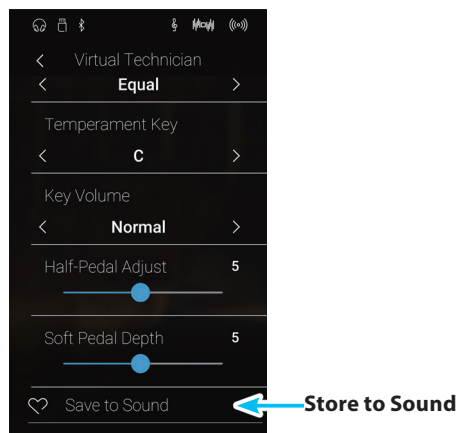 Virtual Technician
Equal
Temperament Key
C
Key Volume
Normal
Half-Pedal Adjust 5
Soft Pedal Depth 5
Save to Sound
Store to Sound